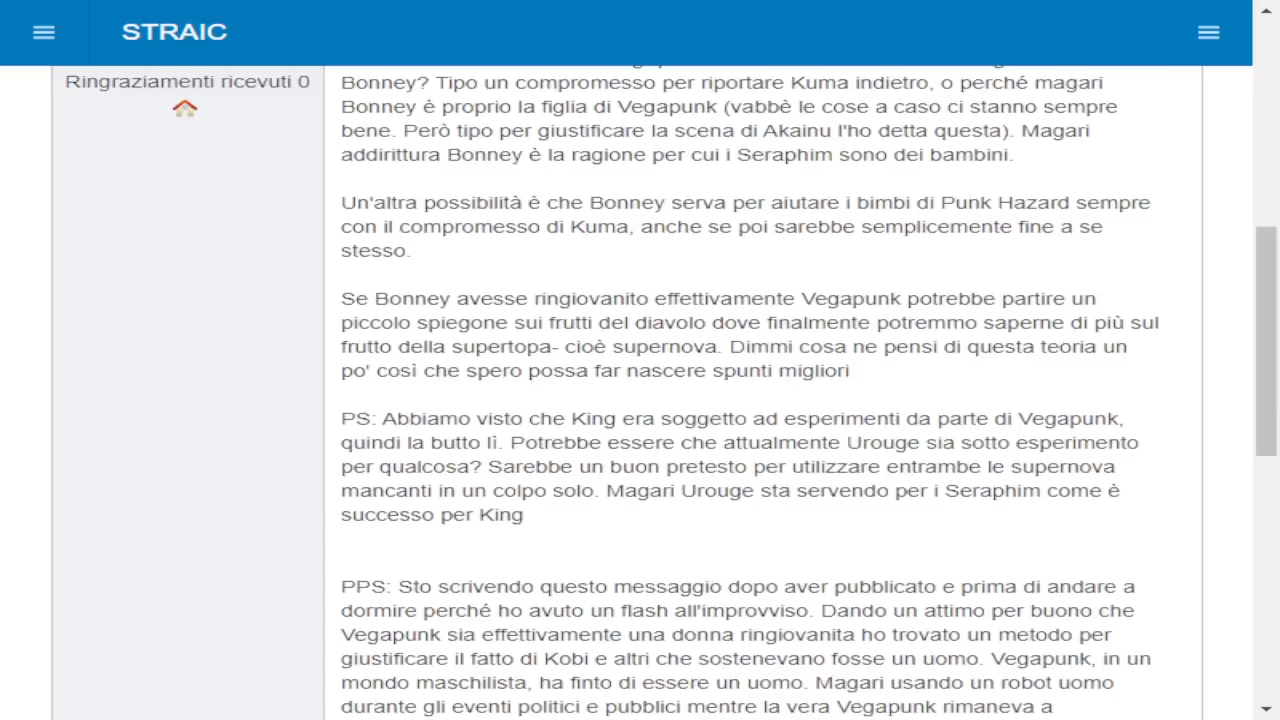 STRAIC
Ringraziamenti ricevuti 0
Bonney? Tipo un compromesso per riportare Kuma indietro, o perché magari
Bonney è proprio la figlia di Vegapunk (vabbè le cose a caso ci stanno sempre
bene. Però tipo per giustificare la scena di Akainu l'ho detta questa). Magari
addirittura Bonney è la ragione per cui i Seraphim sono dei bambini.
Un'altra possibilità è che Bonney serva per aiutare i bimbi di Punk Hazard sempre
con il compromesso di Kuma, anche se poi sarebbe semplicemente fine a se
stesso.
Se Bonney avesse ringiovanito effettivamente Vegapunk potrebbe partire un
piccolo spiegone sui frutti del diavolo dove finalmente potremmo saperne di più sul
frutto della supertopa- cioè supernova. Dimmi cosa ne pensi di questa teoria un
po' così che spero possa far nascere spunti migliori
PS: Abbiamo visto che King era soggetto ad esperimenti da parte di Vegapunk,
quindi la butto lì. Potrebbe essere che attualmente Urouge sia sotto esperimento
per qualcosa? Sarebbe un buon pretesto per utilizzare entrambe le supernova
mancanti in un colpo solo. Magari Urouge sta servendo per i Seraphim come è
successo per King
PPS: Sto scrivendo questo messaggio dopo aver pubblicato e prima di andare a
dormire perché ho avuto un flash all'improvviso. Dando un attimo per buono che
Vegapunk sia effettivamente una donna ringiovanita ho trovato un metodo per
giustificare il fatto di Kobi e altri che sostenevano fosse un uomo. Vegapunk, in un
mondo maschilista, ha finto di essere un uomo. Magari usando un robot uomo
durante gli eventi politici e pubblici mentre la vera Vegapunk rimaneva a